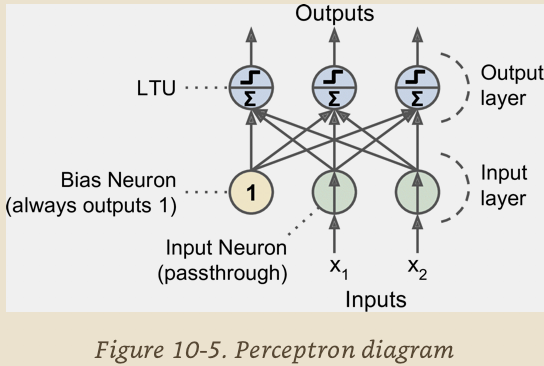 Outputs
LTU
Σ
Σ
Σ
Output
layer
Bias Neuron
(always outputs 1)
1
Input
layer
Input Neuron
(passthrough)
x1
x2
Inputs
Figure 10-5. Perceptron diagram